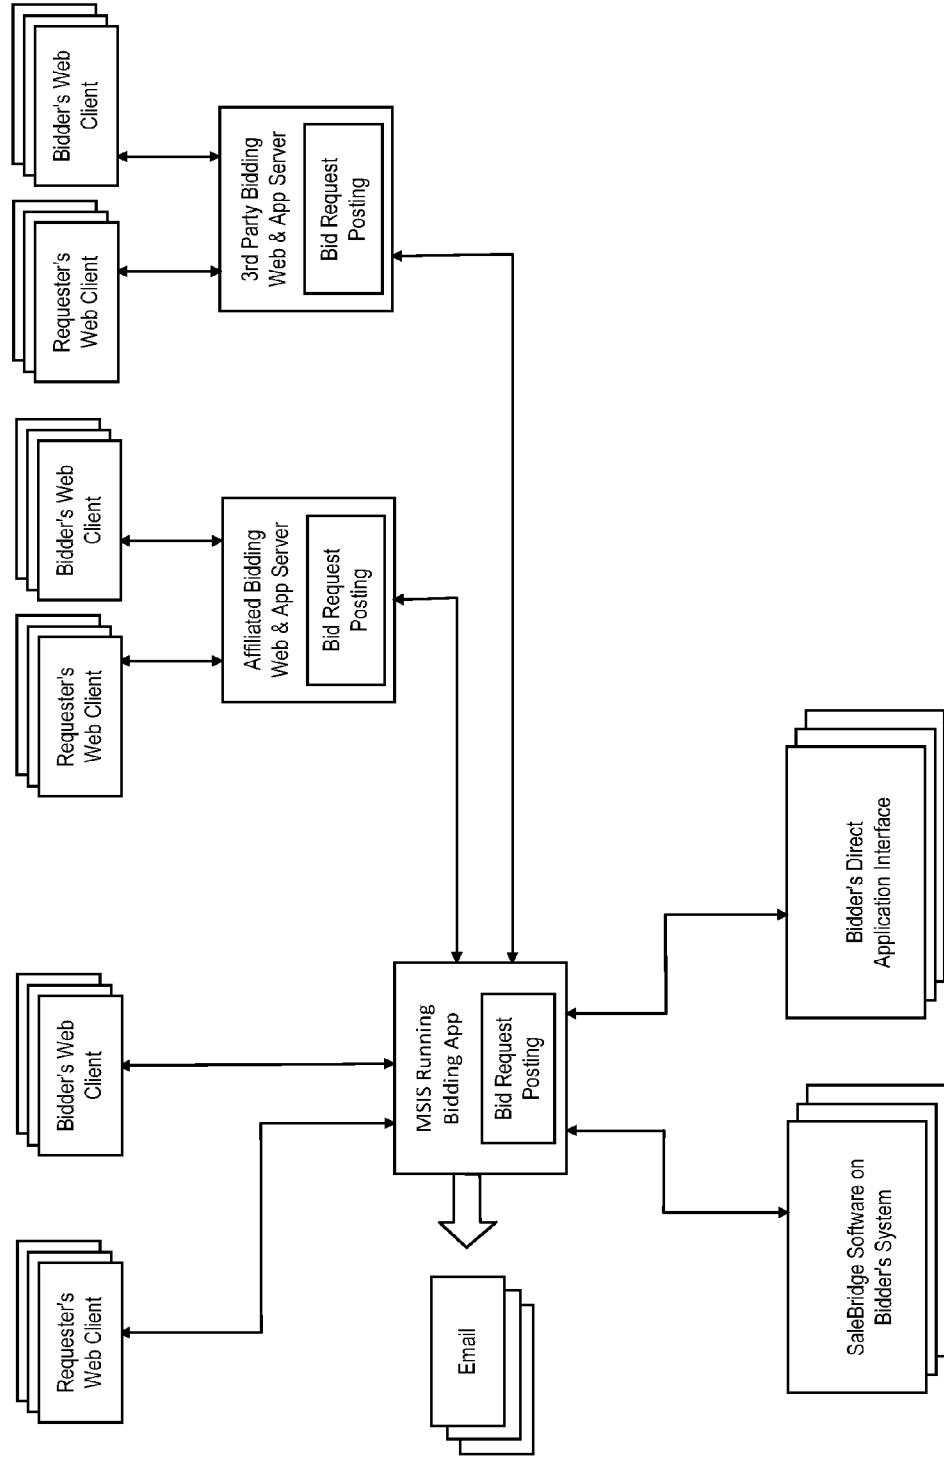 Requester's
Web Client
Bidder's Web
Client
Requester's
Web Client
Bidder's Web
Client
Requester's
Web Client
Bidder's Web
Client
Affiliated Bidding
Web & App Server
Bid Request
Posting
3rd Party Bidding
Web & App Server
Bid Request
Posting
Email
MSIS Running
Bidding App
Bid Request
Posting
SaleBridge Software on
Bidder's System
Bidder's Direct
Application Interface